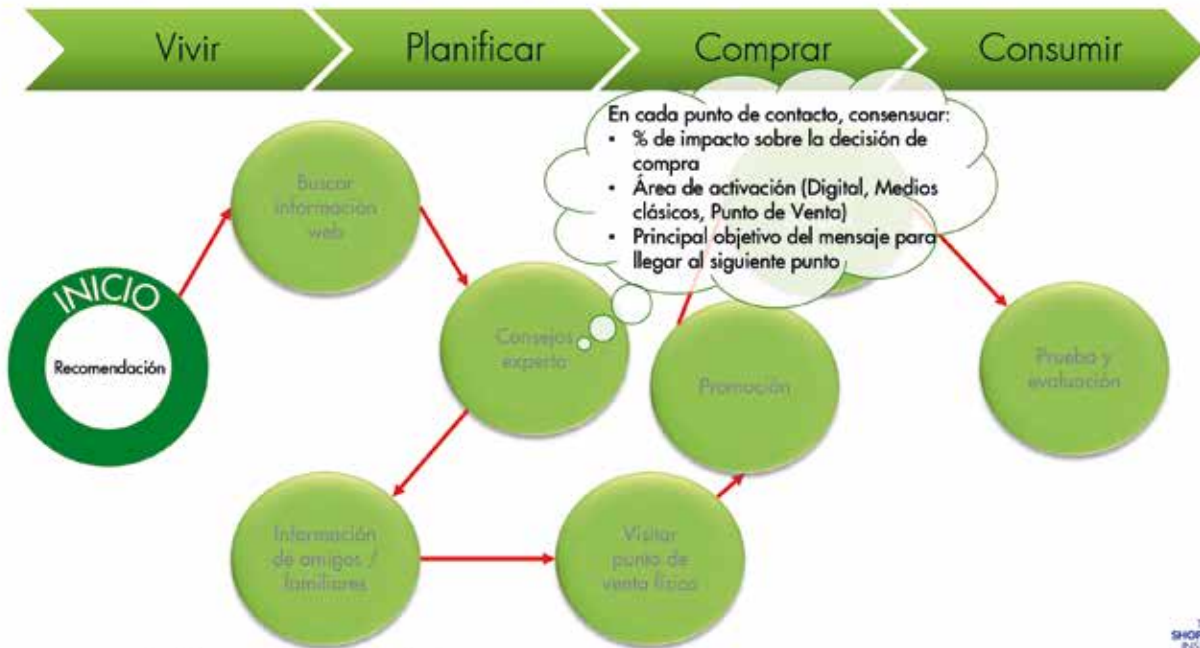 Vivir
Planificar
Comprar
Consumir
En cada punto de contacto, consensuar:
▪ % de impacto sobre la decisión de
compra
▪ Área de activación (Digital, Medios
clásicos, Punto de Venta)
▪ Principal objetivo del mensaje para
llegar al siguiente punto
Buscar
información
web
INICIO
Recomendación
Consejos
experto
Promoción
Prueba y
evaluación
Información
de amigos /
familiares
Visitar
punto de
venta físico